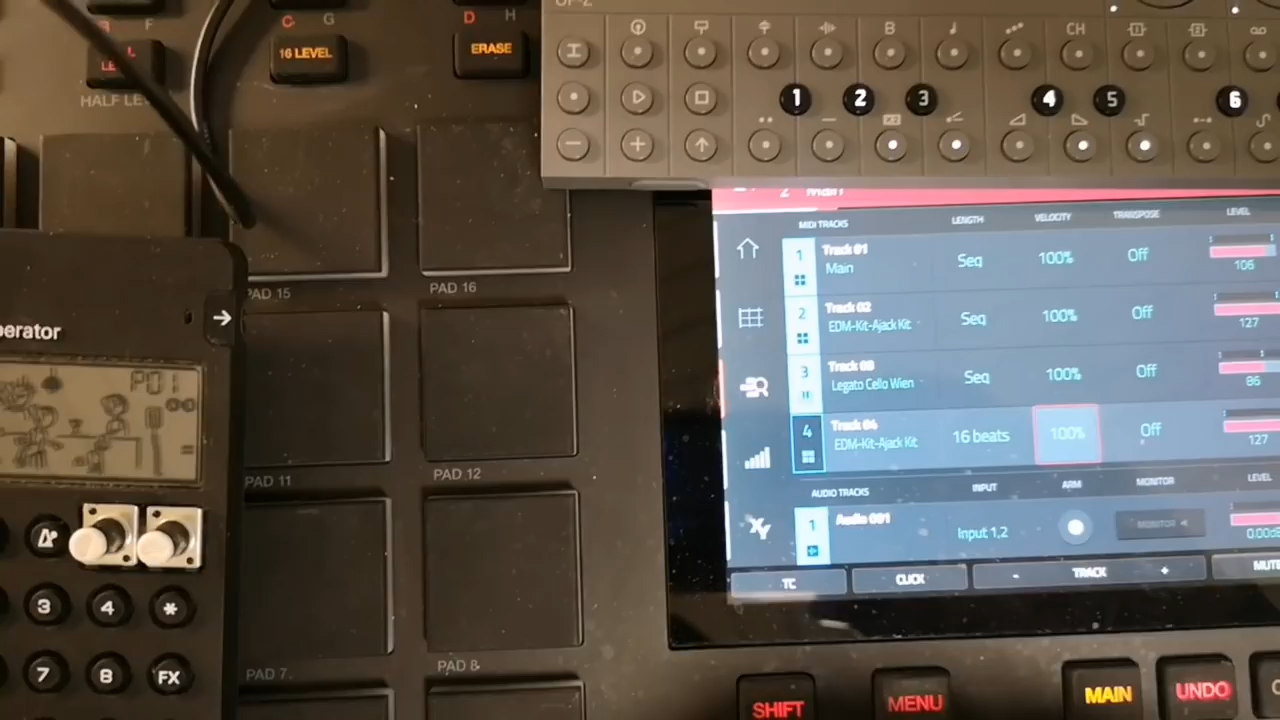 E F
C G
D H
16 LEVEL
ERASE
HALF
PAD 15
PAD 16
PAD 11
PAD 12
PAD 7
PAD 8
P01
3 4 *
7 8 FX
B CH
1 2 3 4 5 6
2 Main
MIDI TRACKS LENGTH VELOCITY TRANSPOSE LEVEL
1 Track 01
Main Seq 100% Off 106
2 Track 02
EDM-Kit-Ajack Kit Seq 100% Off 127
3 Track 03
Legato Cello Wien Seq 100% Off 86
4 Track 04
EDM-Kit-Ajack Kit 16 beats 100% Off 127
AUDIO TRACKS INPUT ARM MONITOR LEVEL
1 Audio 001
Input 1,2 MONITOR
XY
TC CLICK - TRACK + MUTE
SHIFT MENU MAIN UNDO